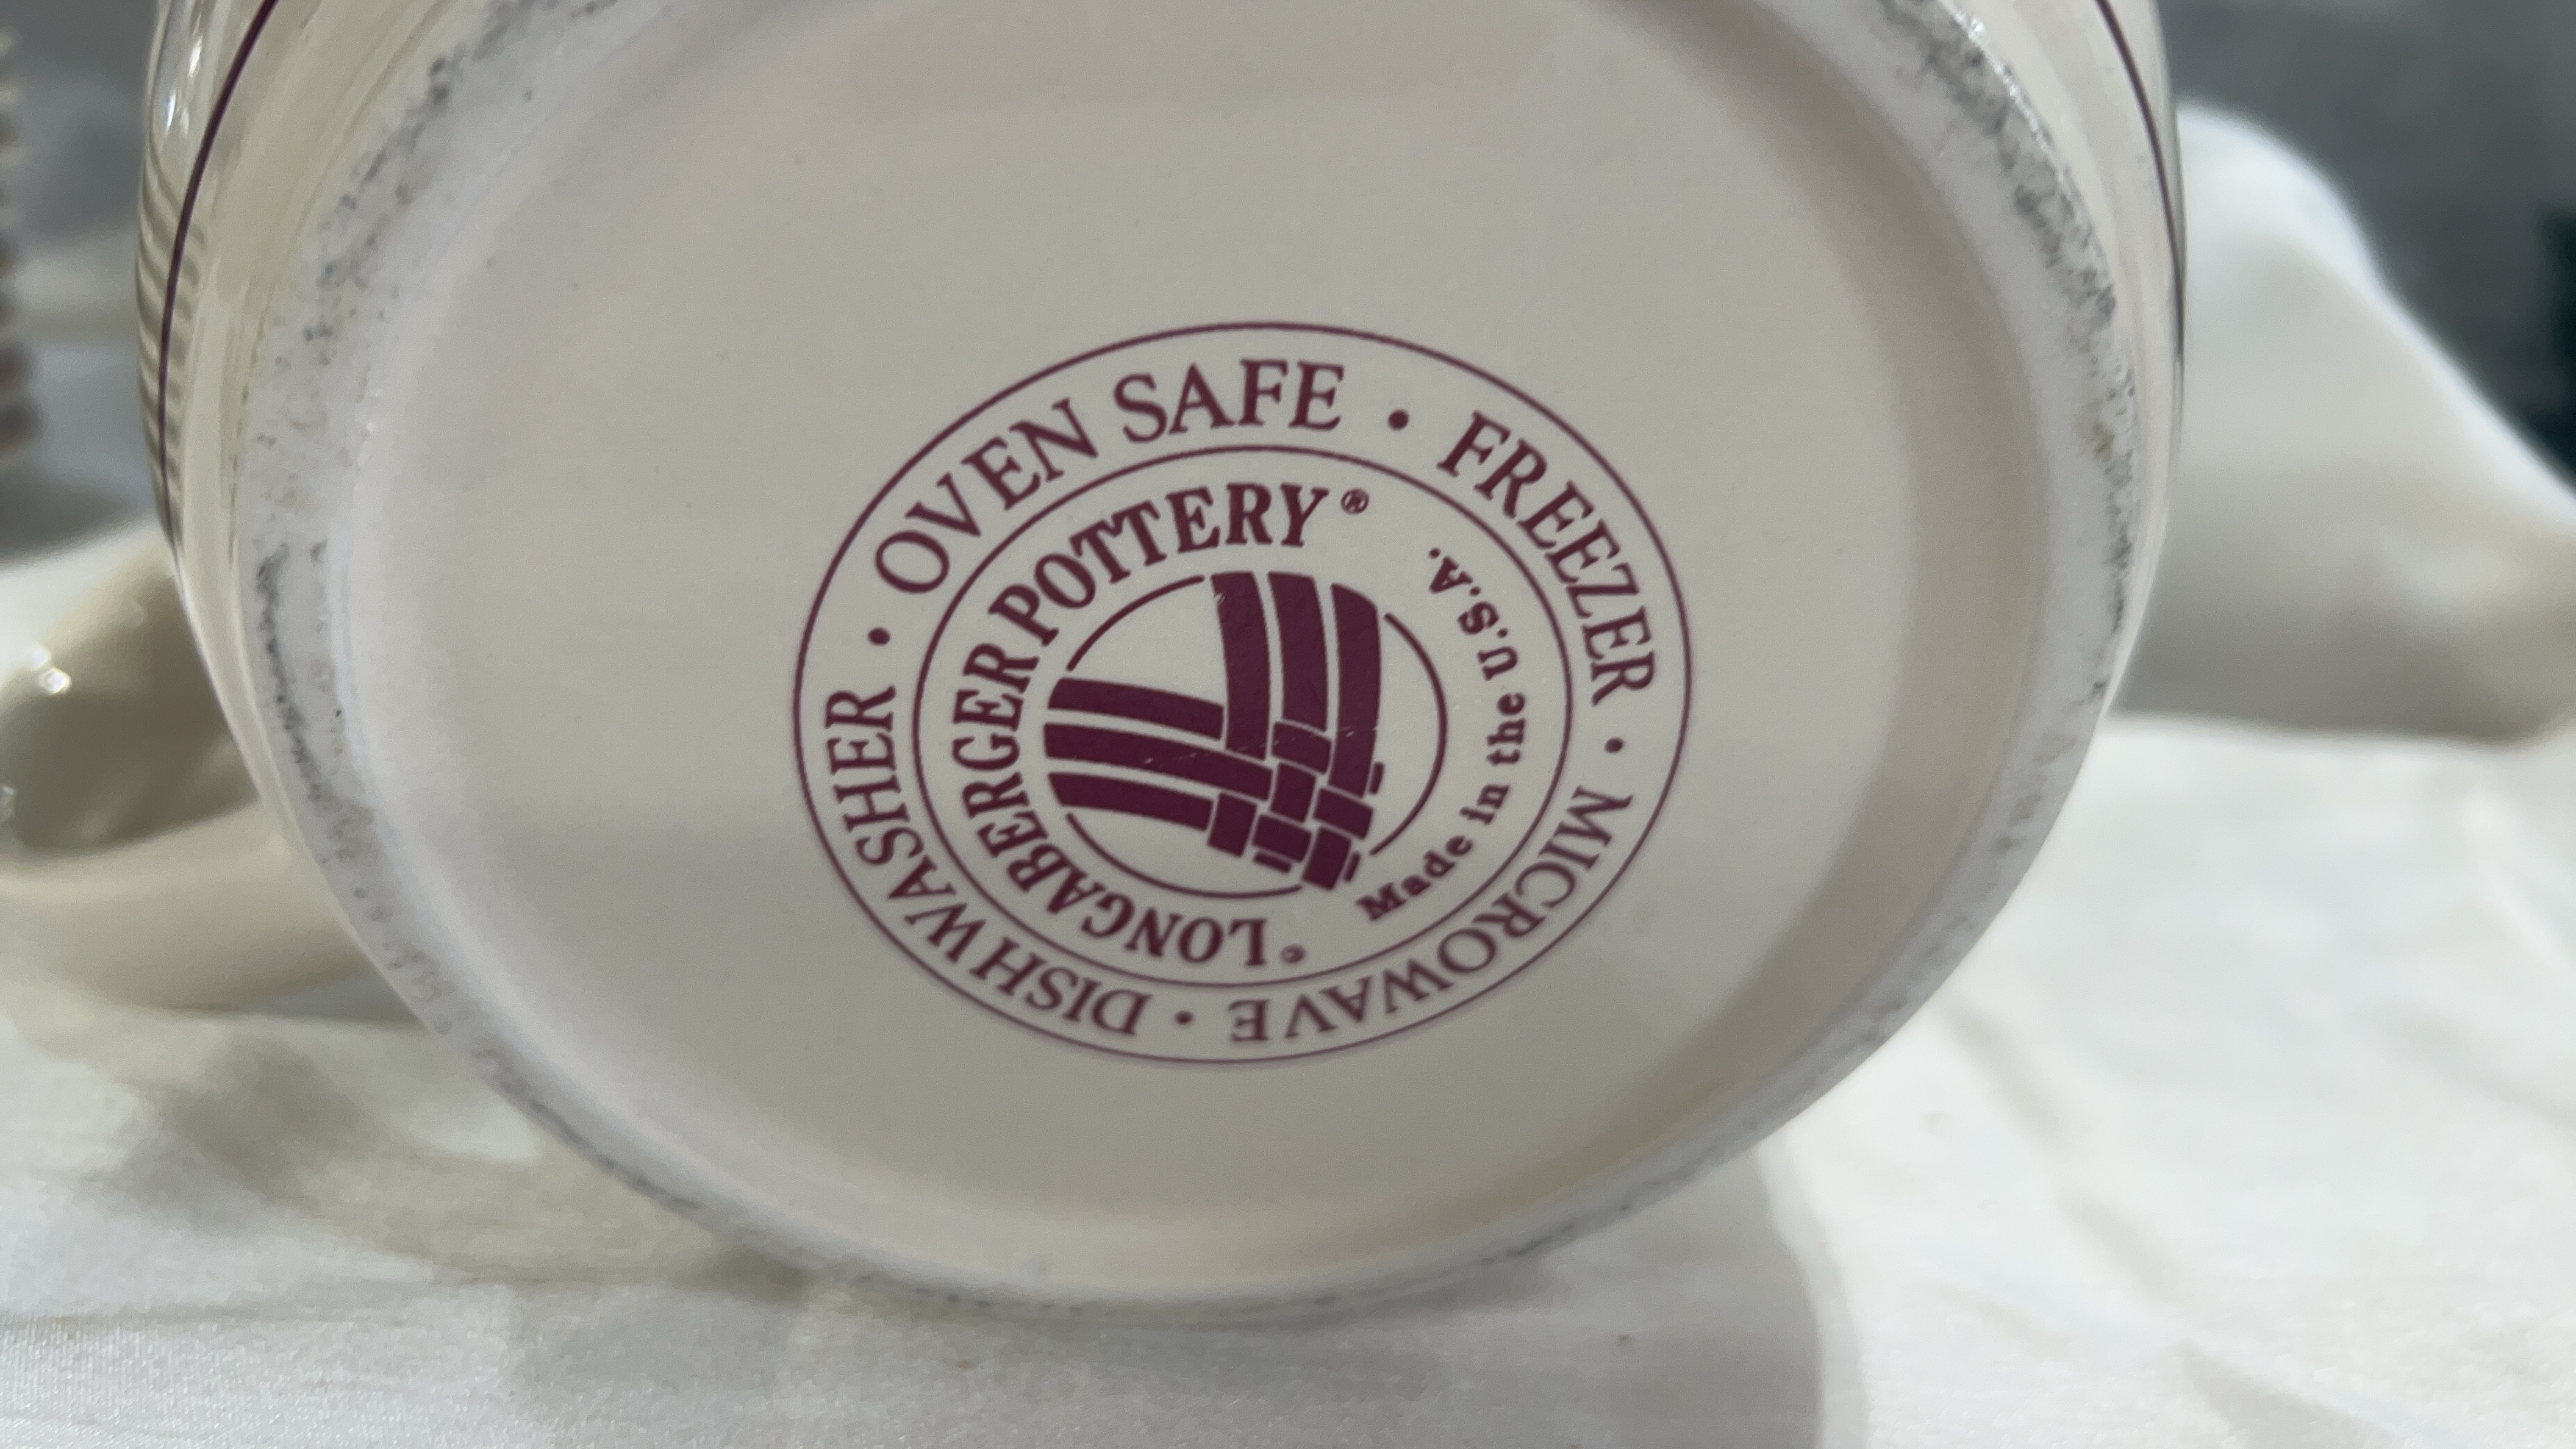 • OVEN SAFE • FREEZER • MICROWAVE • DISHWASHER
LONGABERGER POTTERY®
Made in the U.S.A.